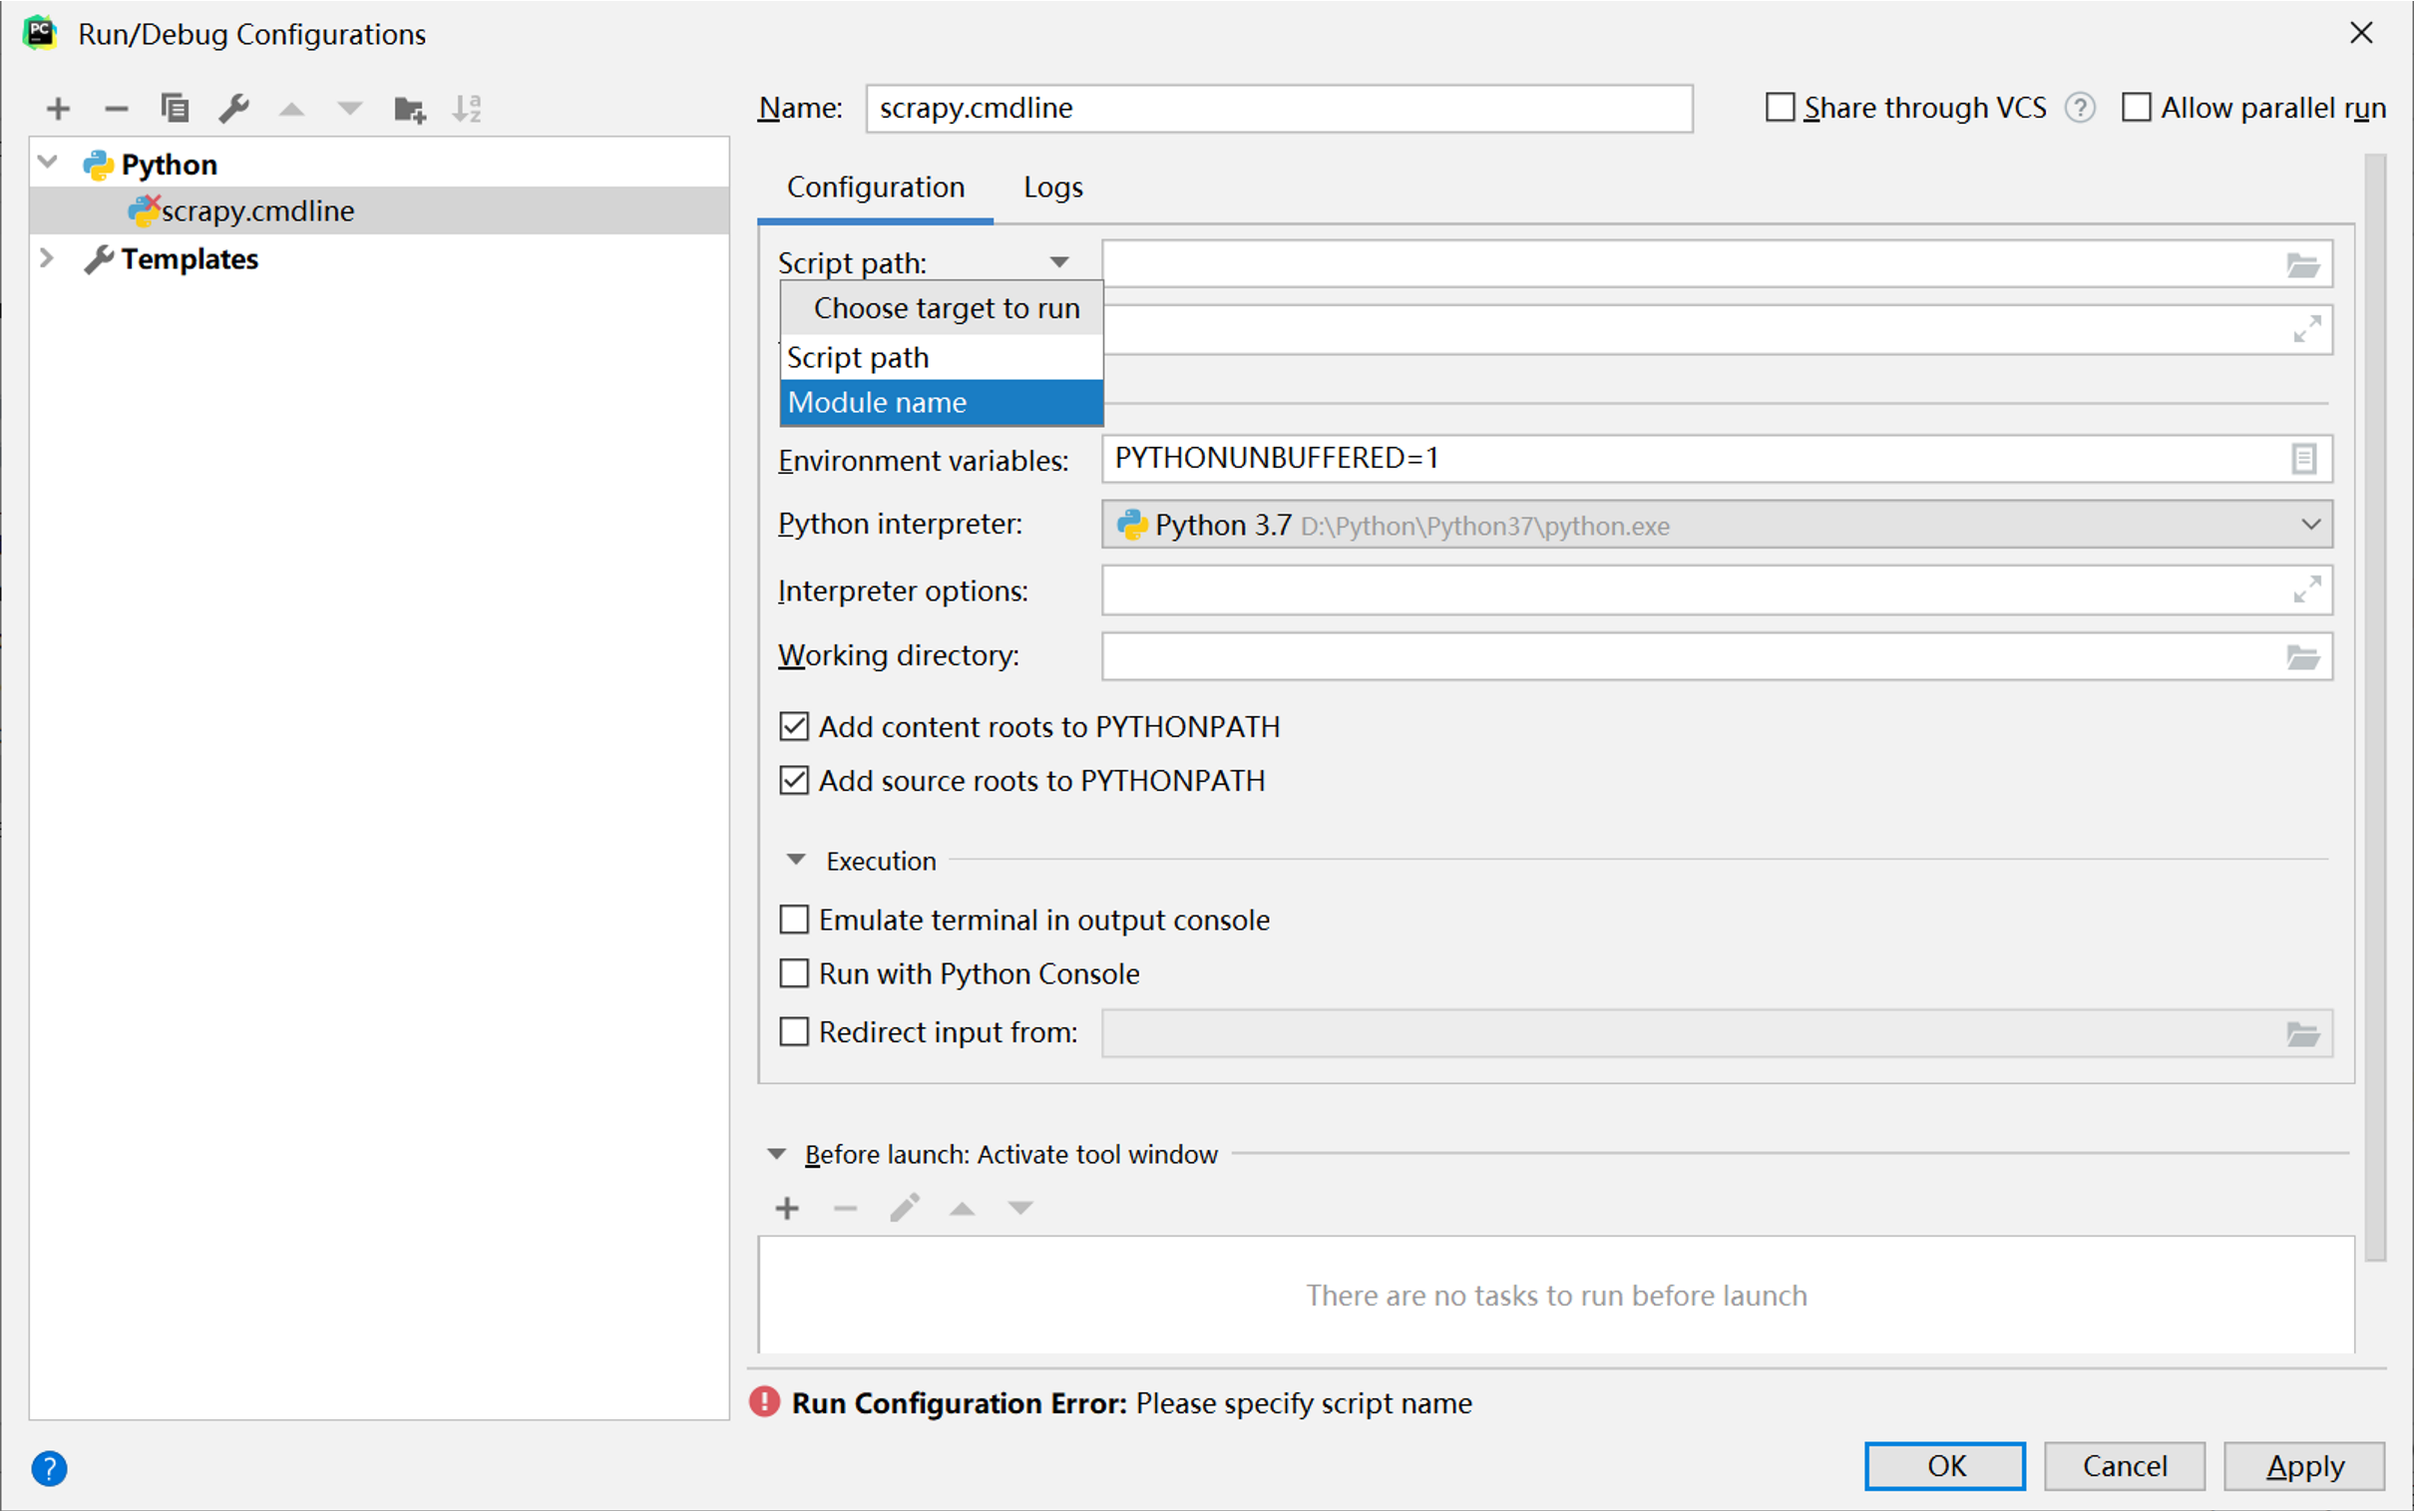 Run/Debug Configurations
Name: scrapy.cmdline
Share through VCS
Allow parallel run
Python
scrapy.cmdline
Templates
Configuration Logs
Script path:
Choose target to run
Script path
Module name
Environment variables: PYTHONUNBUFFERED=1
Python interpreter: Python 3.7 D:\Python\Python37\python.exe
Interpreter options:
Working directory:
Add content roots to PYTHONPATH
Add source roots to PYTHONPATH
Execution
Emulate terminal in output console
Run with Python Console
Redirect input from:
Before launch: Activate tool window
There are no tasks to run before launch
Run Configuration Error: Please specify script name
OK Cancel Apply